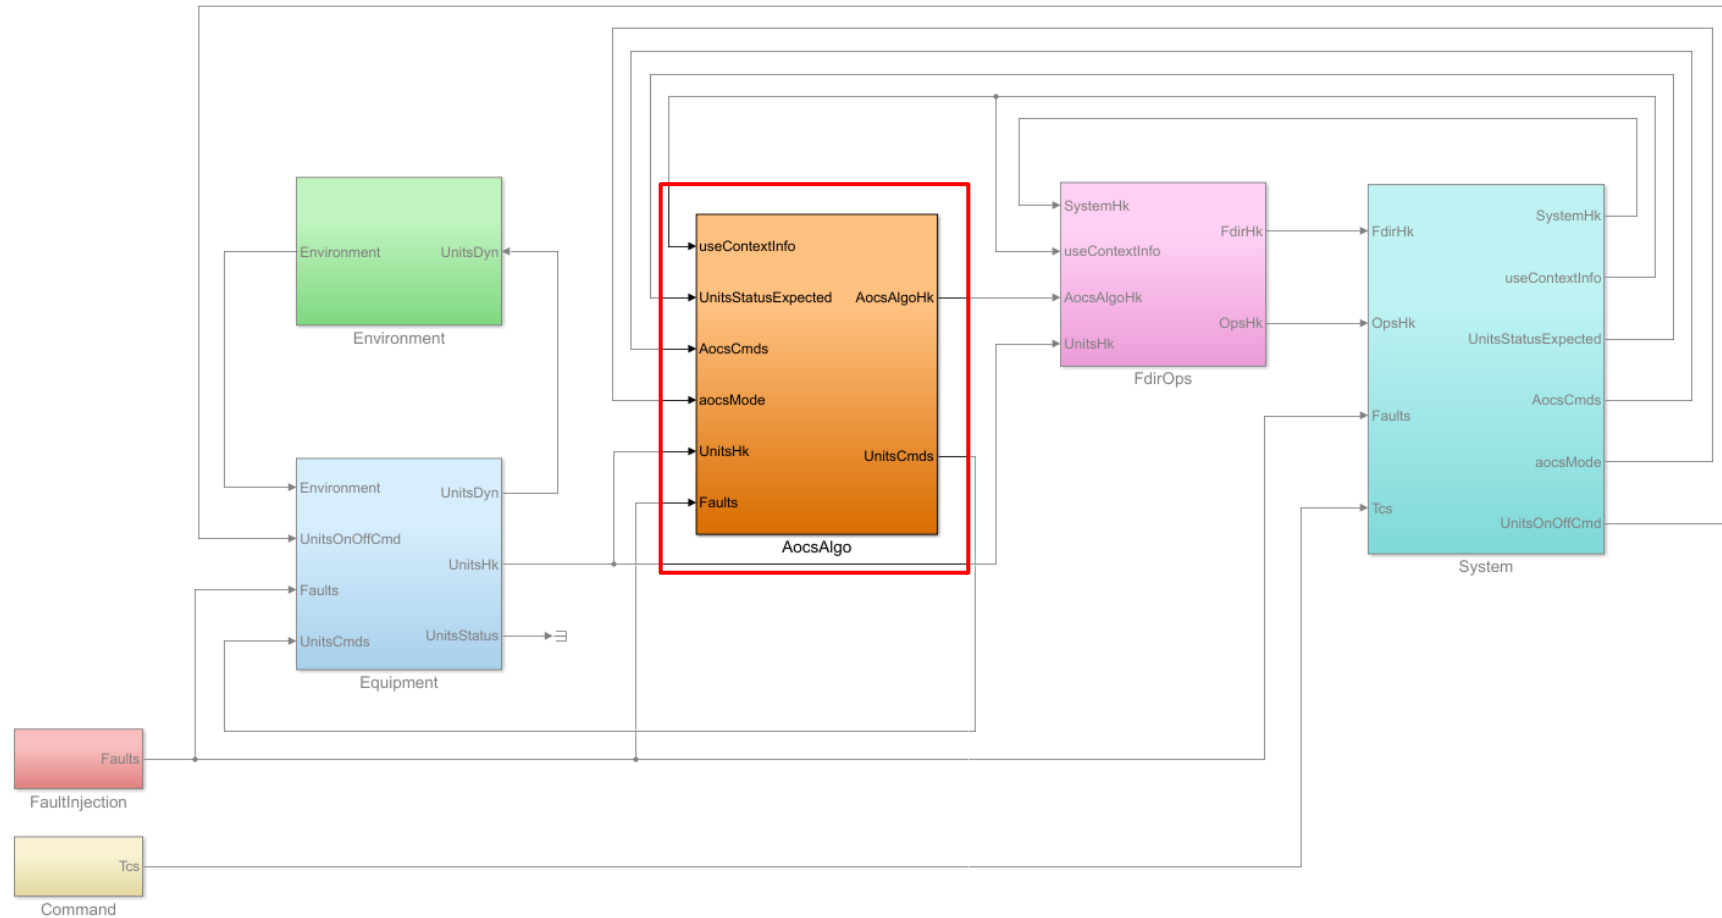 Environment
UnitsDyn
Environment
Environment
UnitsOnOffCmd
Faults
UnitsCmds
UnitsDyn
UnitsHk
UnitsStatus
Equipment
Faults
FaultInjection
Tcs
Command
useContextInfo
UnitsStatusExpected
AocsCmds
aocsMode
UnitsHk
Faults
AocsAlgoHk
UnitsCmds
AocsAlgo
SystemHk
useContextInfo
AocsAlgoHk
UnitsHk
FdirHk
OpsHk
FdirOps
FdirHk
OpsHk
Faults
Tcs
SystemHk
useContextInfo
UnitsStatusExpected
AocsCmds
aocsMode
UnitsOnOffCmd
System